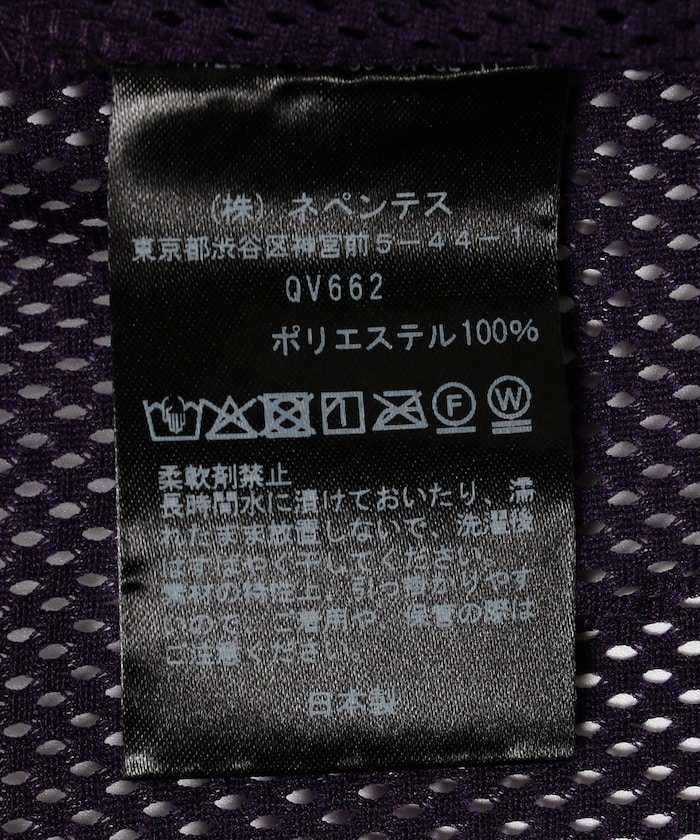 (株) ネペンテス
東京都渋谷区神宮前5-44-1
QV662
ポリエステル100%
F W
柔軟剤禁止
長時間水に漬けておいたり、濡
れたまま放置しないで、洗濯後
はすばやく干してください。
素材の特性上、引っ掛かりやす
いので、ご着用や、保管の際は
ご注意ください。
日本製